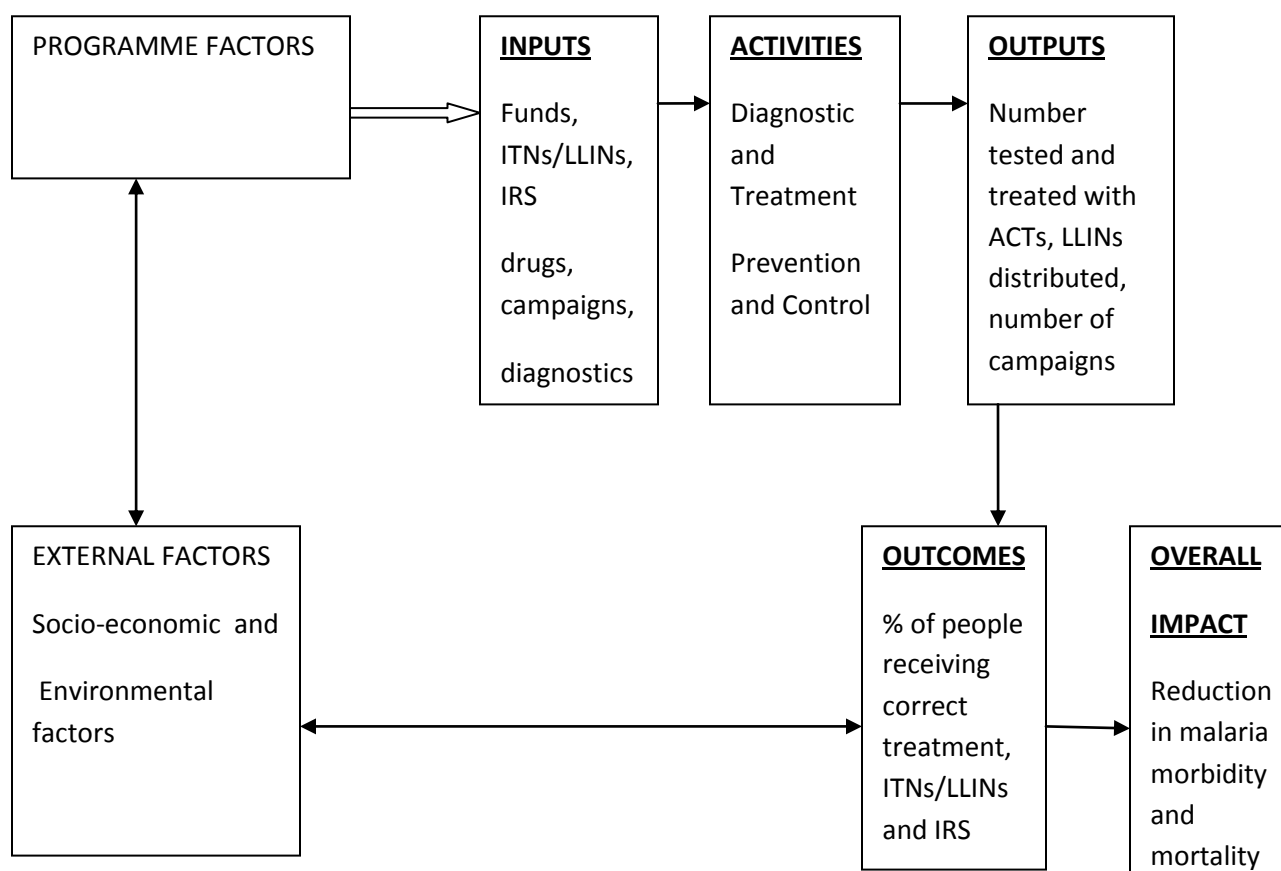 PROGRAMME FACTORS
INPUTS
Funds,
ITNs/LLINs,
IRS
drugs,
campaigns,
diagnostics
ACTIVITIES
Diagnostic
and
Treatment
Prevention
and Control
OUTPUTS
Number
tested and
treated with
ACTs, LLINs
distributed,
number of
campaigns
EXTERNAL FACTORS
Socio-economic and
Environmental
factors
OUTCOMES
% of people
receiving
correct
treatment,
ITNs/LLINs
and IRS
OVERALL
IMPACT
Reduction
in malaria
morbidity
and
mortality